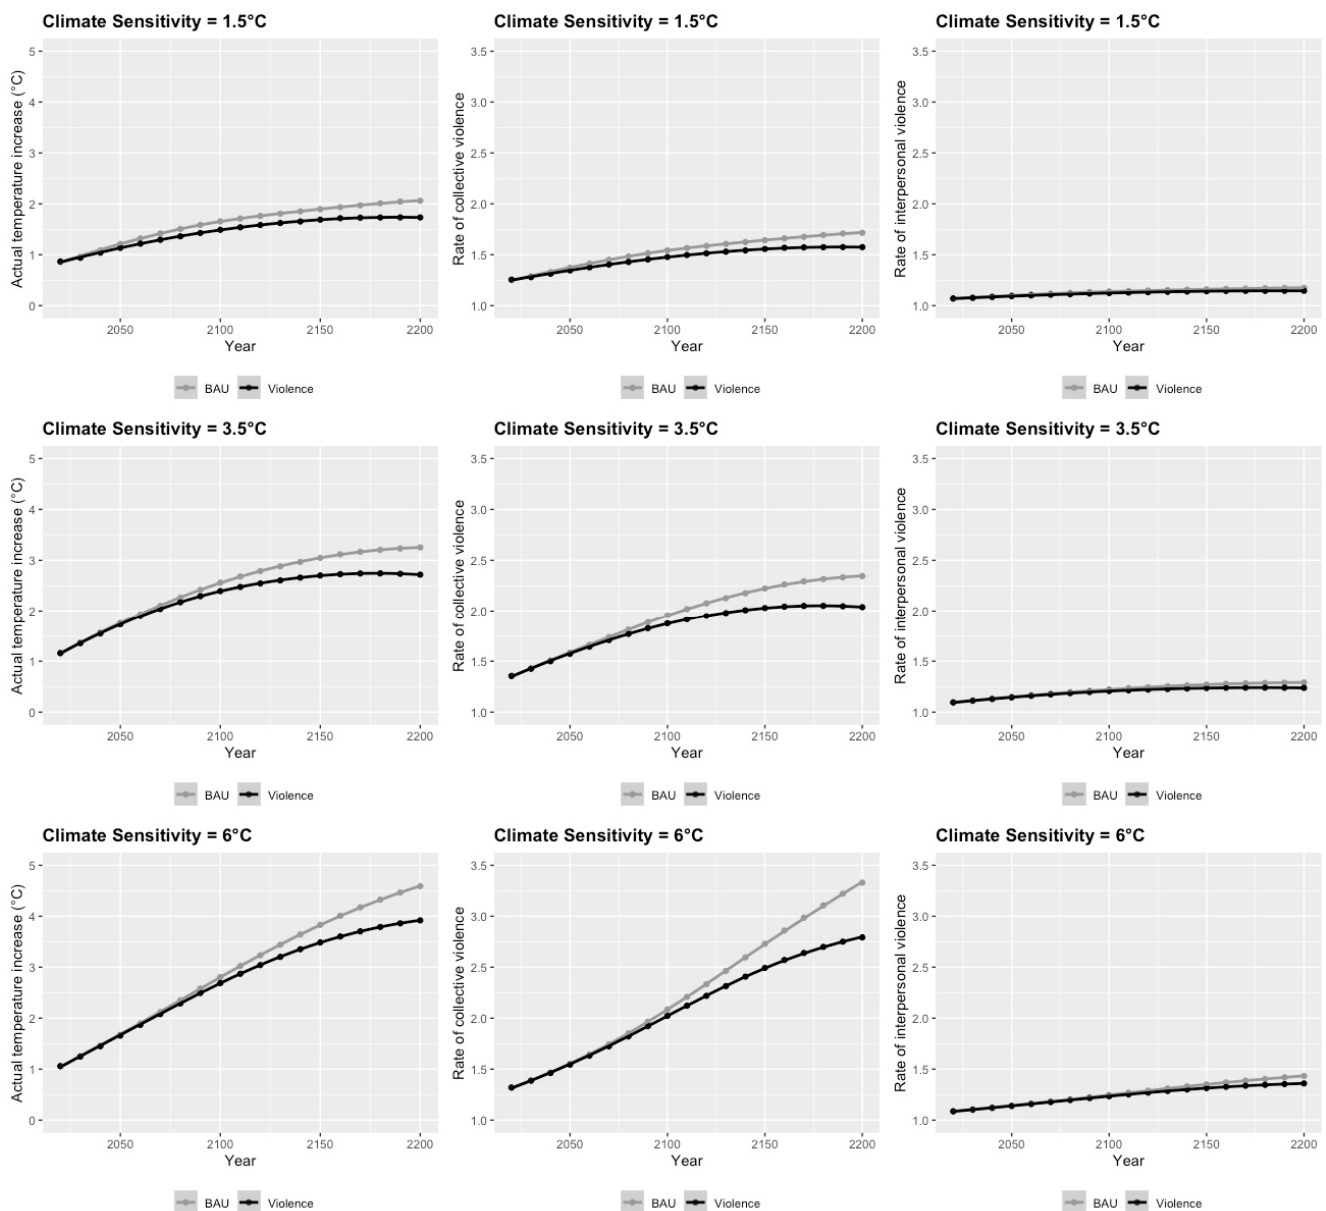 Climate Sensitivity = 1.5°C
Actual temperature increase (°C)
5
4
3
2
1
0
2050 2100 2150 2200
Year
BAU Violence
Climate Sensitivity = 1.5°C
Rate of collective violence
3.5
3.0
2.5
2.0
1.5
1.0
2050 2100 2150 2200
Year
BAU Violence
Climate Sensitivity = 1.5°C
Rate of interpersonal violence
3.5
3.0
2.5
2.0
1.5
1.0
2050 2100 2150 2200
Year
BAU Violence
Climate Sensitivity = 3.5°C
Actual temperature increase (°C)
5
4
3
2
1
0
2050 2100 2150 2200
Year
BAU Violence
Climate Sensitivity = 3.5°C
Rate of collective violence
3.5
3.0
2.5
2.0
1.5
1.0
2050 2100 2150 2200
Year
BAU Violence
Climate Sensitivity = 3.5°C
Rate of interpersonal violence
3.5
3.0
2.5
2.0
1.5
1.0
2050 2100 2150 2200
Year
BAU Violence
Climate Sensitivity = 6°C
Actual temperature increase (°C)
5
4
3
2
1
0
2050 2100 2150 2200
Year
BAU Violence
Climate Sensitivity = 6°C
Rate of collective violence
3.5
3.0
2.5
2.0
1.5
1.0
2050 2100 2150 2200
Year
BAU Violence
Climate Sensitivity = 6°C
Rate of interpersonal violence
3.5
3.0
2.5
2.0
1.5
1.0
2050 2100 2150 2200
Year
BAU Violence